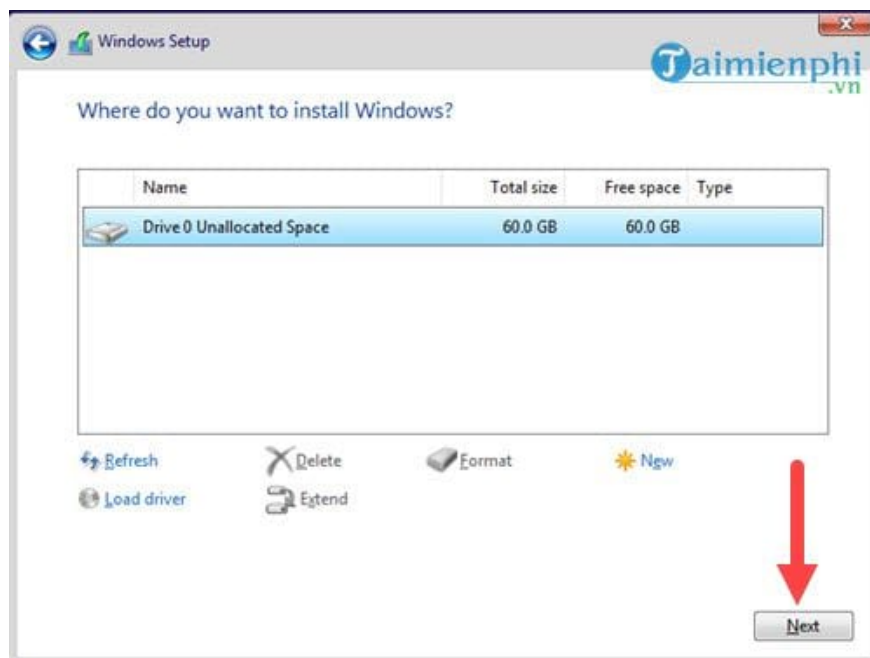 Windows Setup
Taimienphi
.vn
Where do you want to install Windows?
Name Total size Free space Type
Drive 0 Unallocated Space 60.0 GB 60.0 GB
Refresh Delete Format New
Load driver Extend
Next